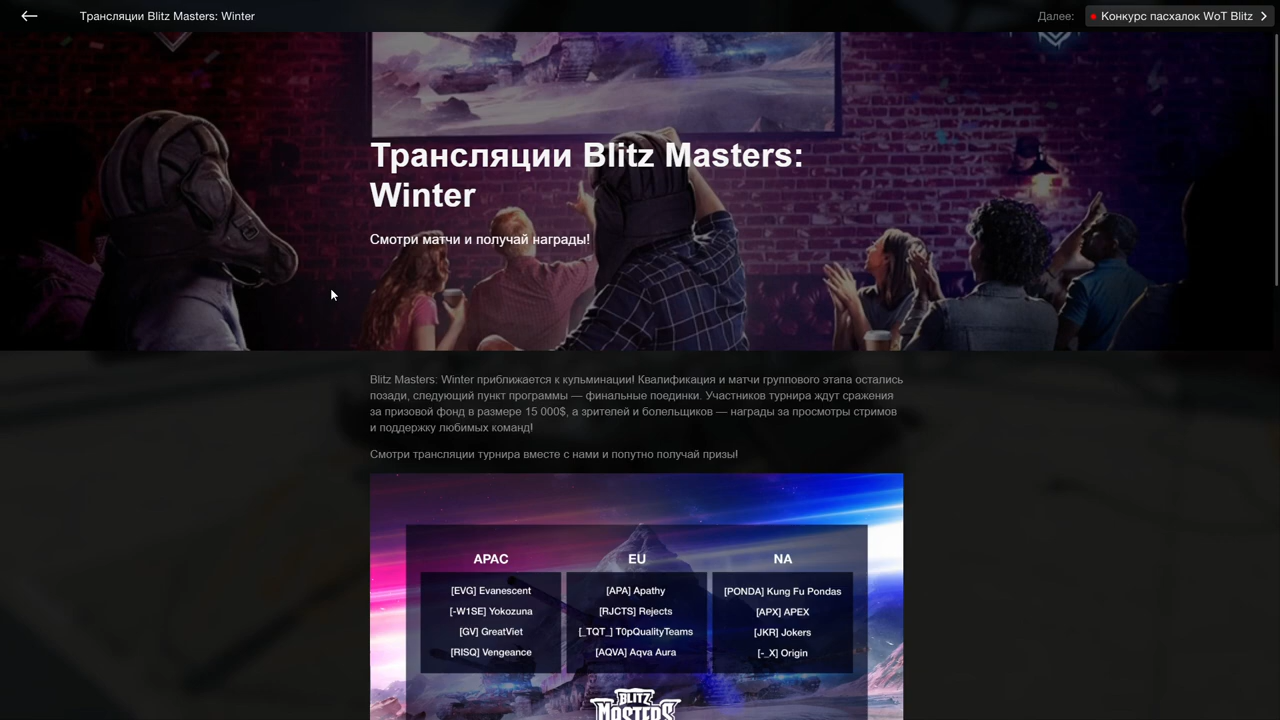 Трансляции Blitz Masters: Winter
Далее:
Конкурс пасхалок WoT Blitz
Трансляции Blitz Masters:
Winter
Смотри матчи и получай награды!
Blitz Masters: Winter приближается к кульминации! Квалификация и матчи группового этапа остались
позади, следующий пункт программы — финальные поединки. Участников турнира ждут сражения
за призовой фонд в размере 15 000$, а зрителей и болельщиков — награды за просмотры стримов
и поддержку любимых команд!
Смотри трансляции турнира вместе с нами и попутно получай призы!
APAC
[EVG] Evanescent
[-W1SE] Yokozuna
[GV] GreatViet
[RISQ] Vengeance
EU
[APA] Apathy
[RJCTS] Rejects
[_TQT_] T0pQualityTeams
[AQVA] Aqva Aura
NA
[PONDA] Kung Fu Pondas
[APX] APEX
[JKR] Jokers
[-_X] Origin
BLITZ
MASTERS